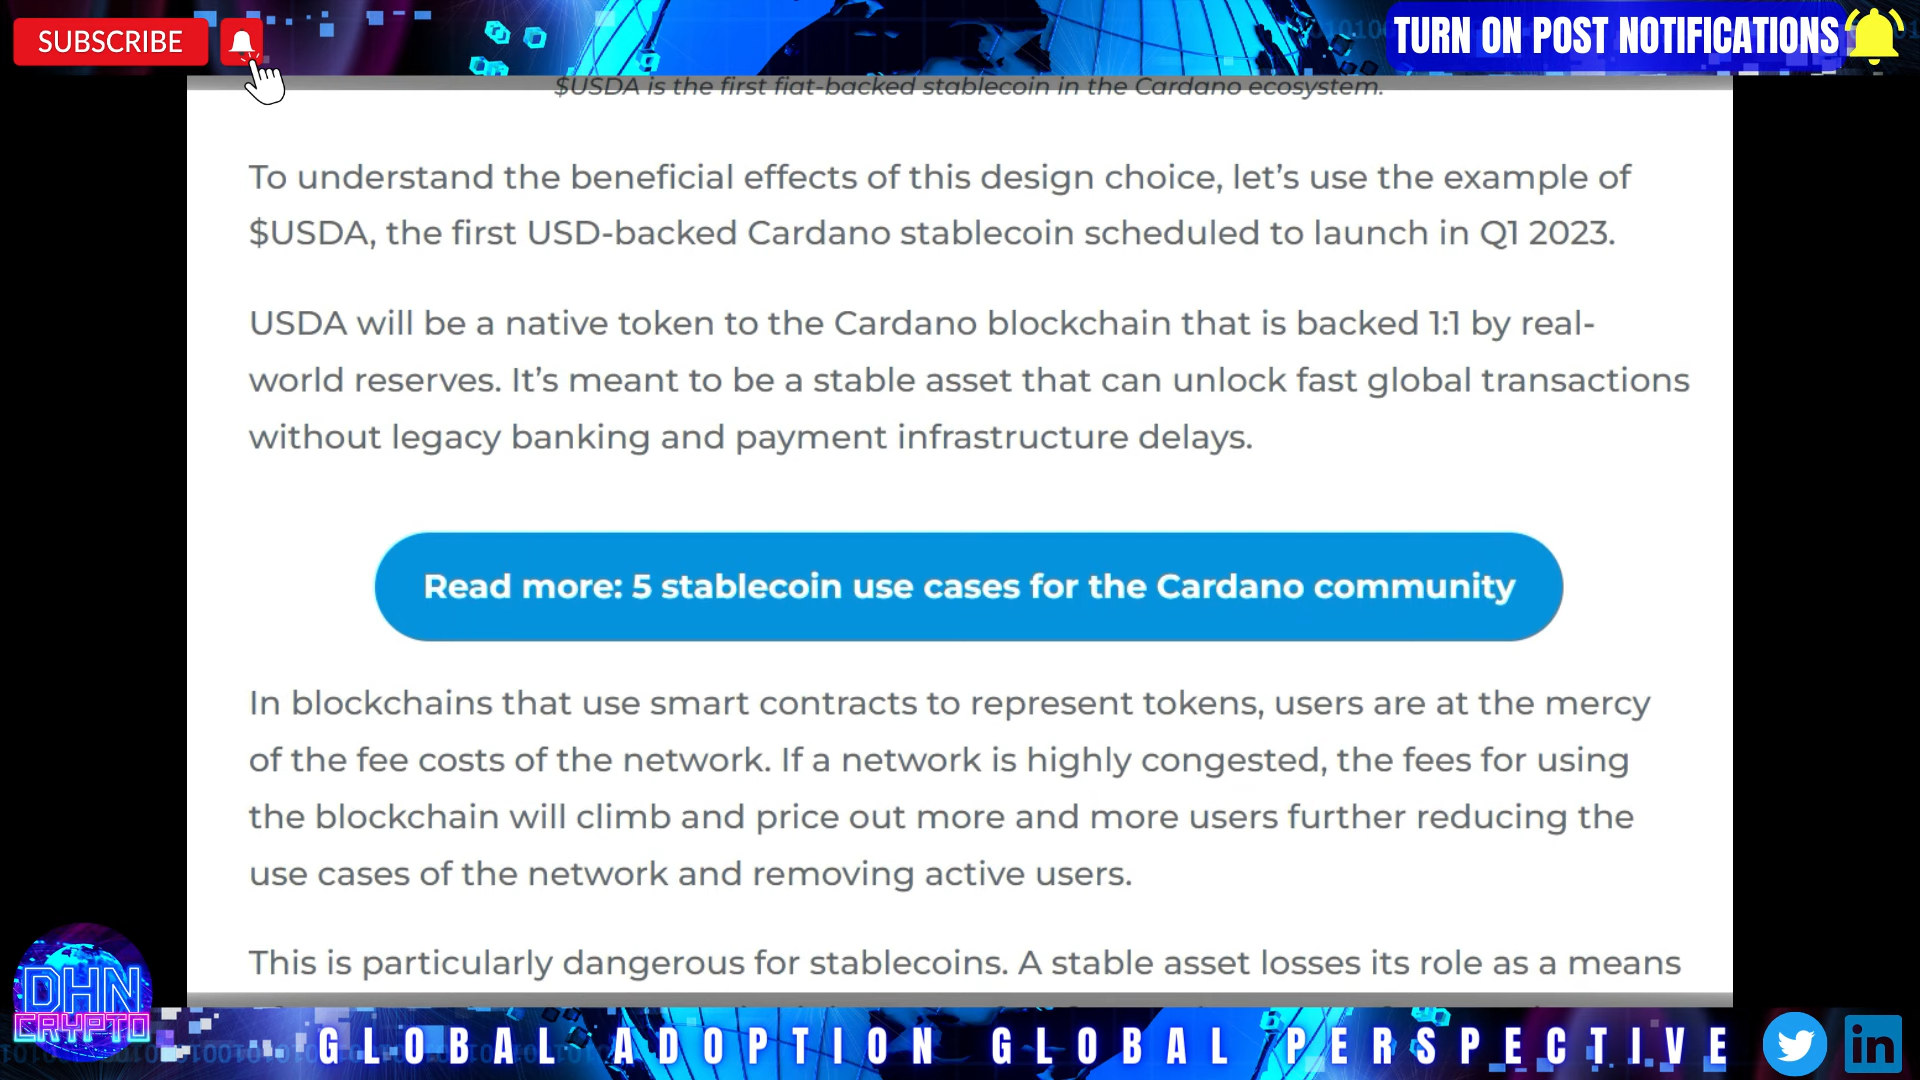 SUBSCRIBE
TURN ON POST NOTIFICATIONS
$USDA is the first fiat-backed stablecoin in the Cardano ecosystem.
To understand the beneficial effects of this design choice, let’s use the example of
$USDA, the first USD-backed Cardano stablecoin scheduled to launch in Q1 2023.
USDA will be a native token to the Cardano blockchain that is backed 1:1 by real-
world reserves. It’s meant to be a stable asset that can unlock fast global transactions
without legacy banking and payment infrastructure delays.
Read more: 5 stablecoin use cases for the Cardano community
In blockchains that use smart contracts to represent tokens, users are at the mercy
of the fee costs of the network. If a network is highly congested, the fees for using
the blockchain will climb and price out more and more users further reducing the
use cases of the network and removing active users.
This is particularly dangerous for stablecoins. A stable asset losses its role as a means
DHN
CRYPTO
GLOBAL ADOPTION GLOBAL PERSPECTIVE
in